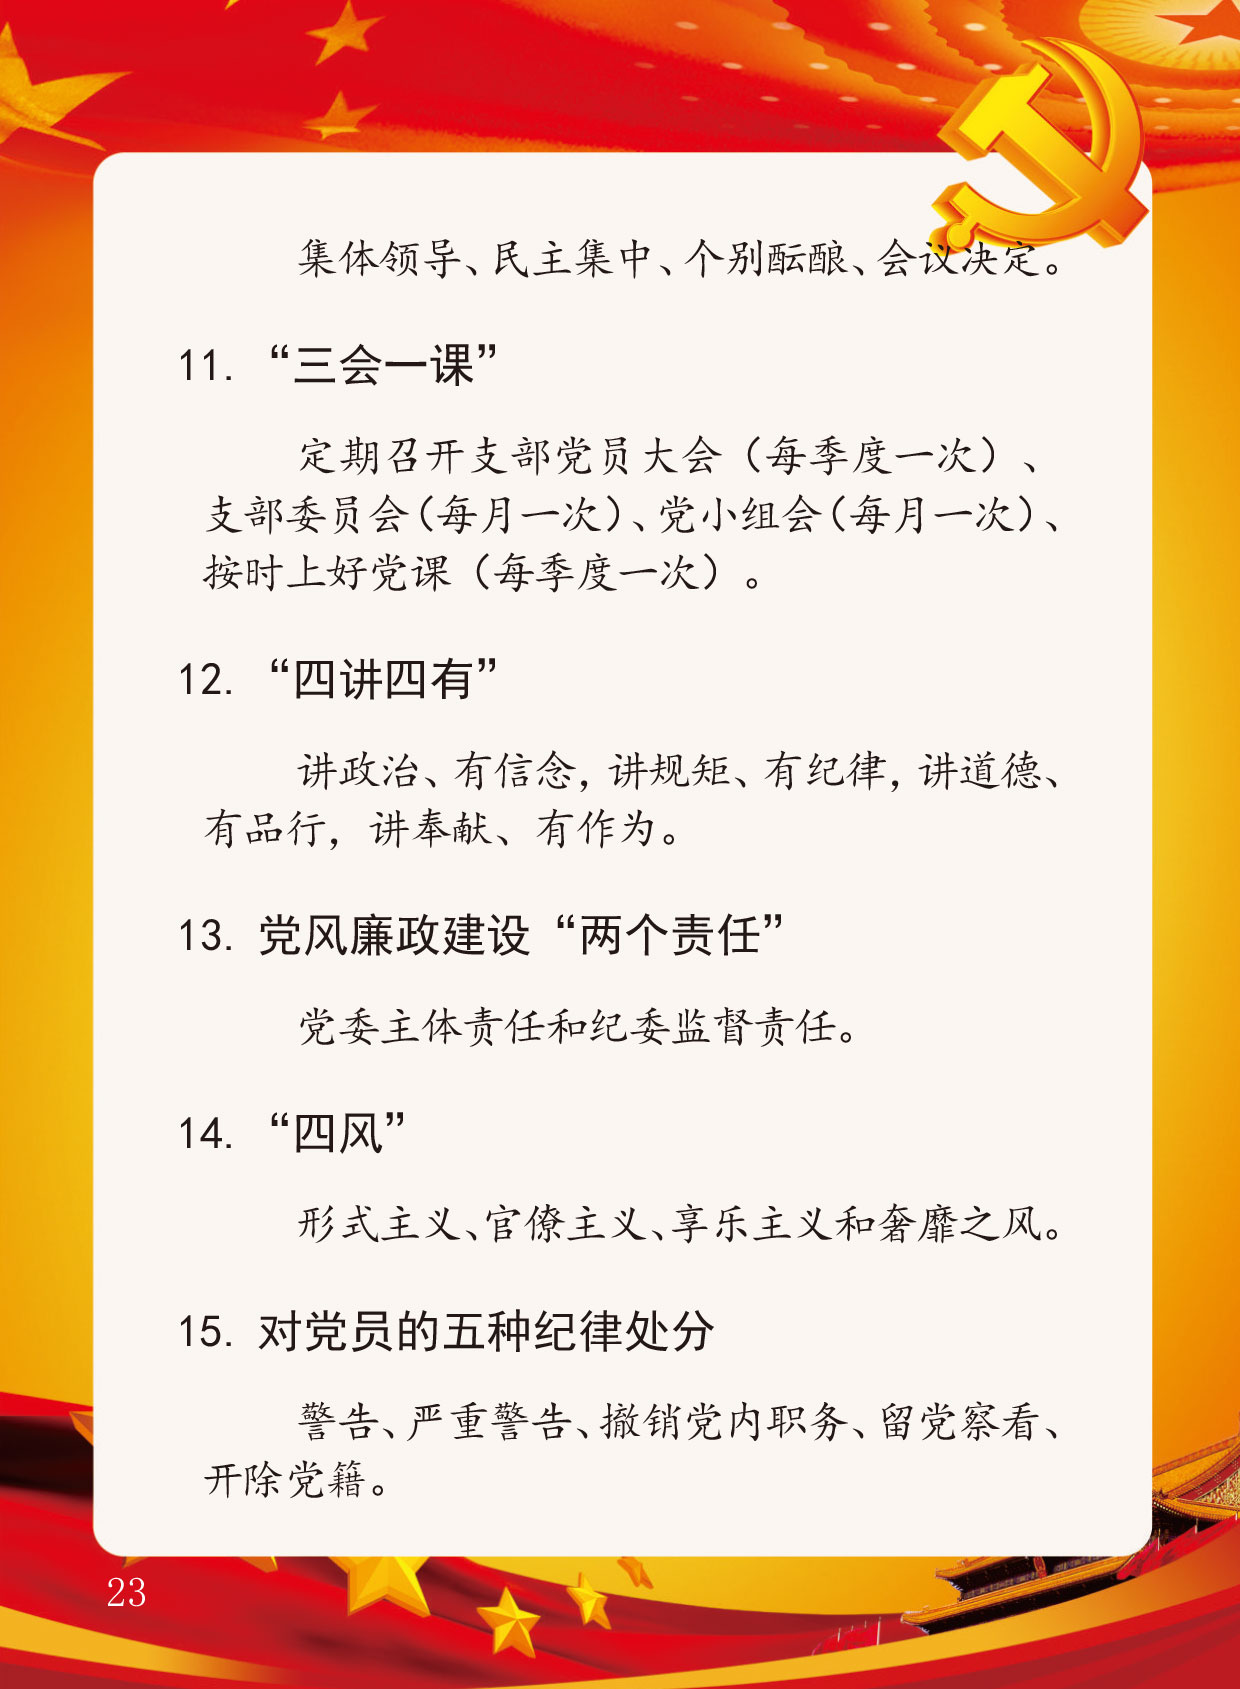 集体领导、民主集中、个别酝酿、会议决定。
11. “三会一课”
定期召开支部党员大会（每季度一次）、
支部委员会（每月一次）、党小组会（每月一次）、
按时上好党课（每季度一次）。
12. “四讲四有”
讲政治、有信念，讲规矩、有纪律，讲道德、
有品行，讲奉献、有作为。
13. 党风廉政建设“两个责任”
党委主体责任和纪委监督责任。
14. “四风”
形式主义、官僚主义、享乐主义和奢靡之风。
15. 对党员的五种纪律处分
警告、严重警告、撤销党内职务、留党察看、
开除党籍。
23